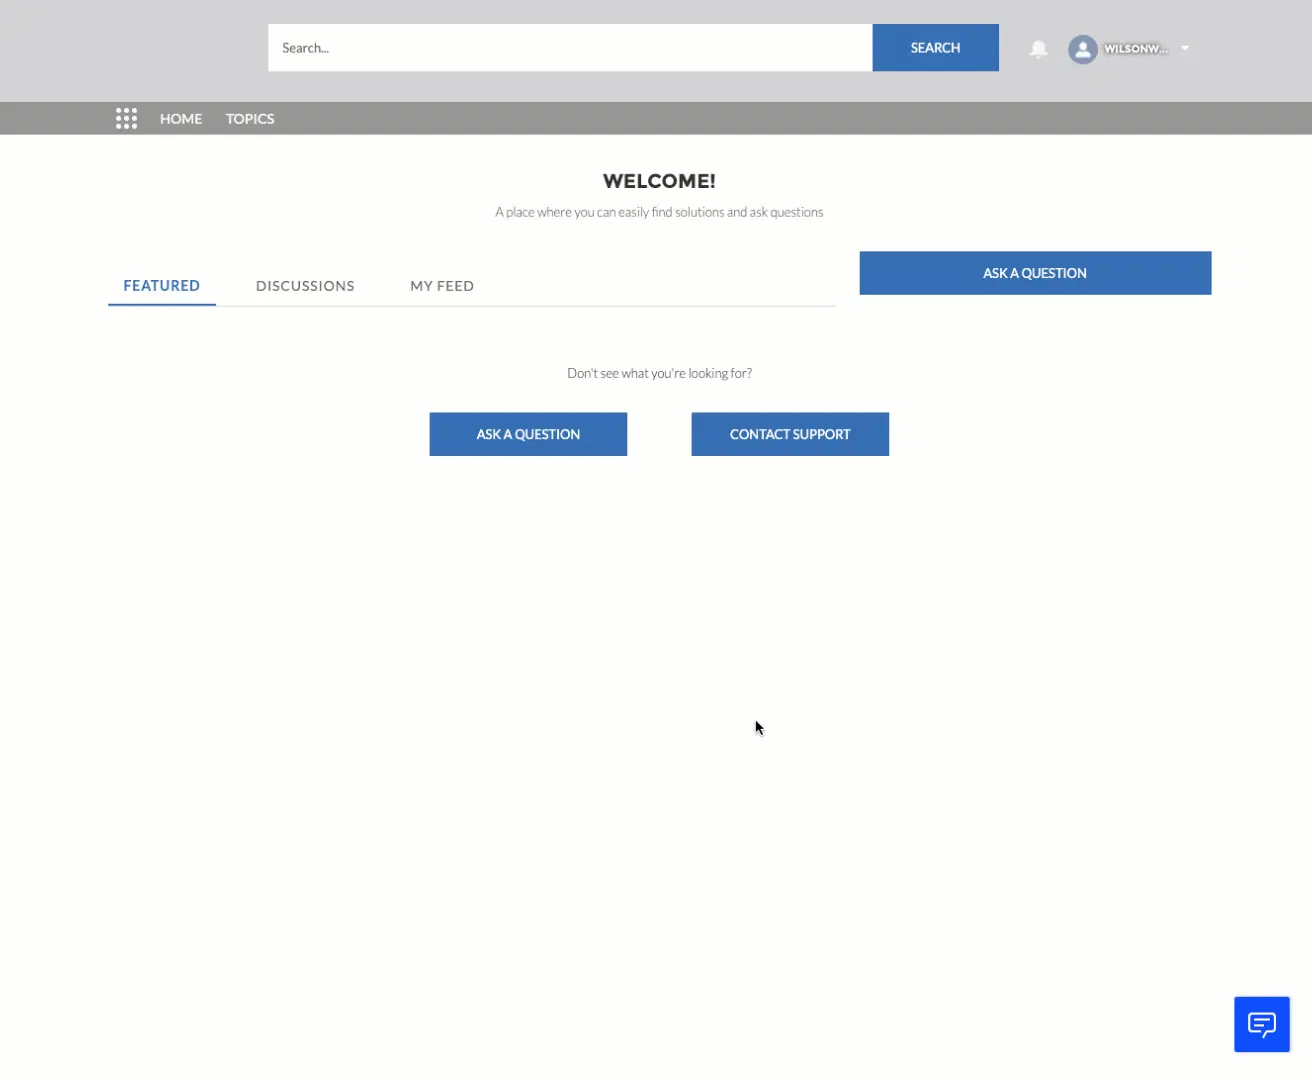 Search...
SEARCH
WILSONW...
HOME
TOPICS
WELCOME!
A place where you can easily find solutions and ask questions
FEATURED
DISCUSSIONS
MY FEED
ASK A QUESTION
Don't see what you're looking for?
ASK A QUESTION
CONTACT SUPPORT